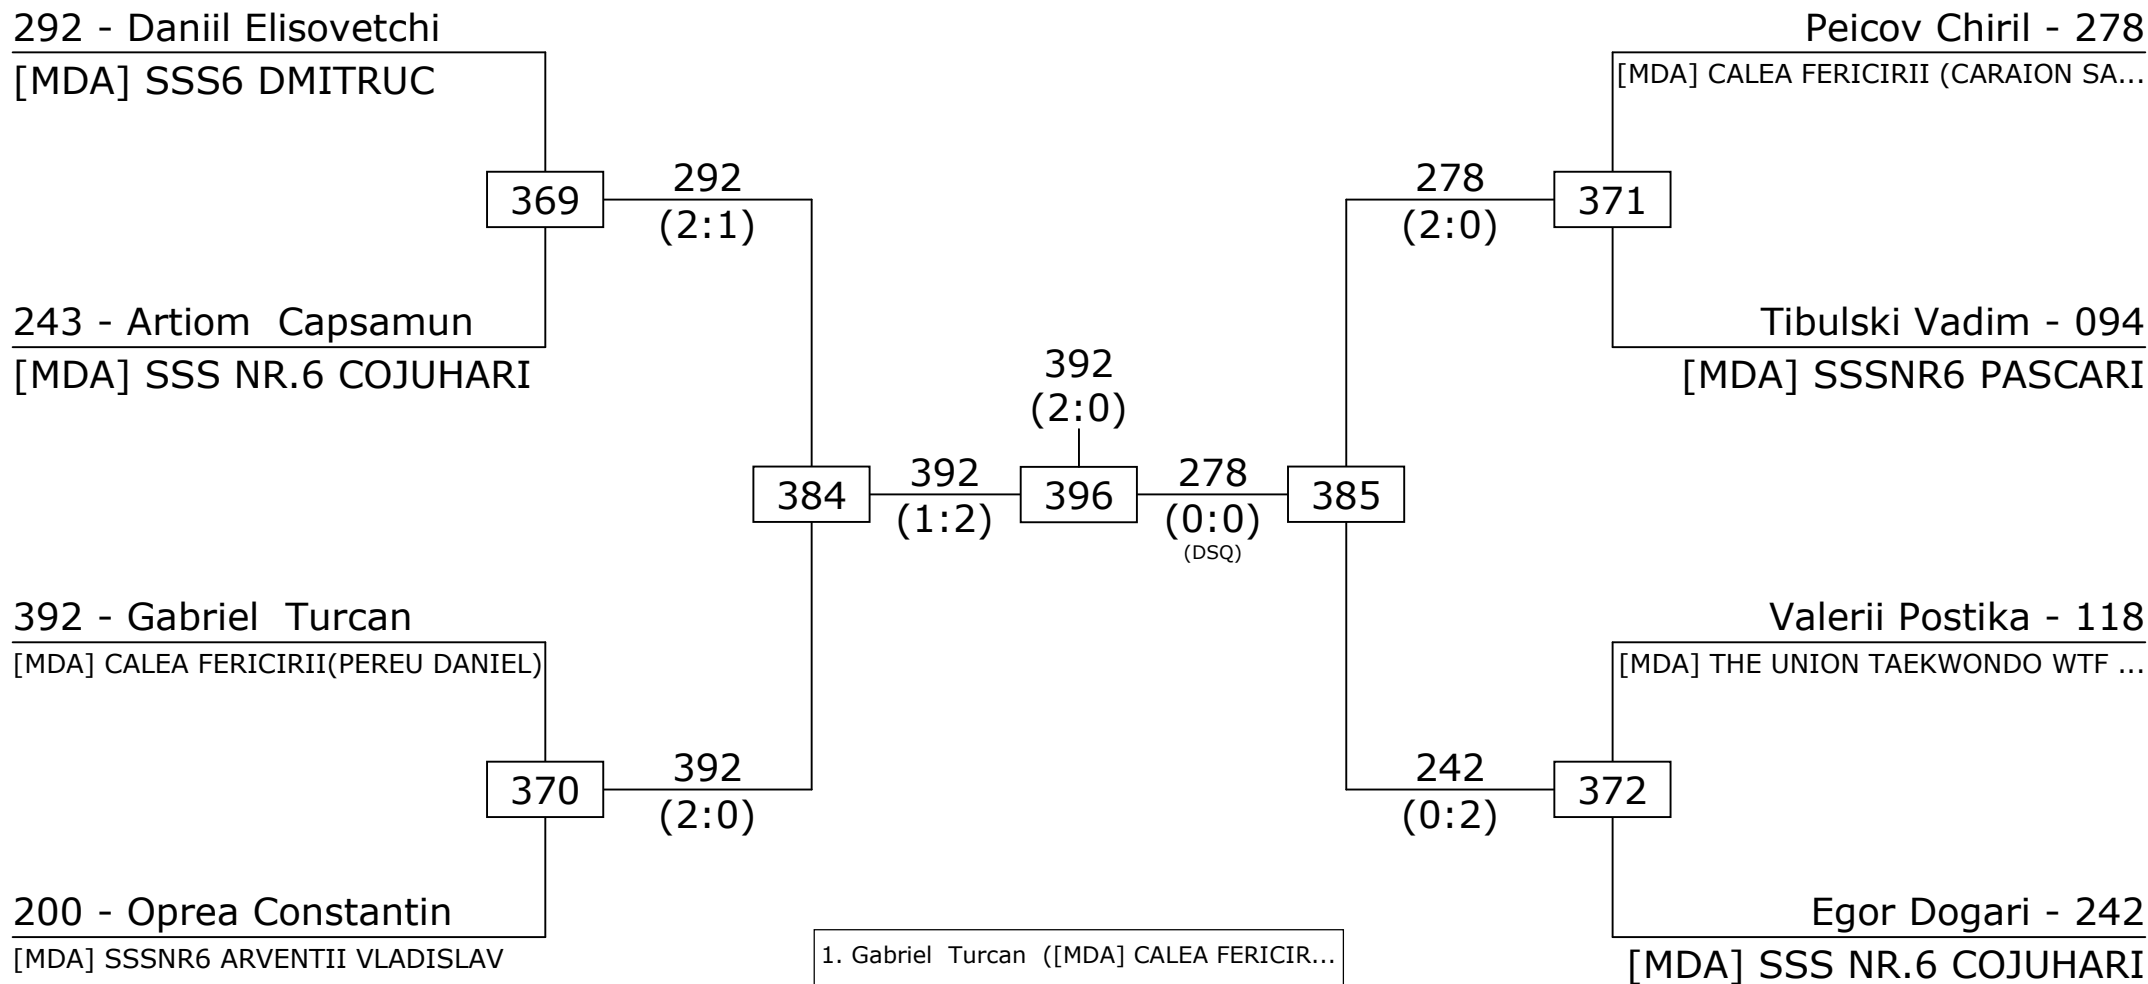 292 - Daniil Elisovetchi
[MDA] SSS6 DMITRUC
369
292
(2:1)
243 - Artiom  Capsamun
[MDA] SSS NR.6 COJUHARI
384
392
(1:2)
392 - Gabriel  Turcan
[MDA] CALEA FERICIRII(PEREU DANIEL)
370
392
(2:0)
200 - Oprea Constantin
[MDA] SSSNR6 ARVENTII VLADISLAV
392
(2:0)
396
Peicov Chiril - 278
[MDA] CALEA FERICIRII (CARAION SA...
278
(2:0)
371
Tibulski Vadim - 094
[MDA] SSSNR6 PASCARI
278
(0:0)
(DSQ)
385
Valerii Postika - 118
[MDA] THE UNION TAEKWONDO WTF ...
242
(0:2)
372
Egor Dogari - 242
[MDA] SSS NR.6 COJUHARI
1. Gabriel  Turcan  ([MDA] CALEA FERICIR...